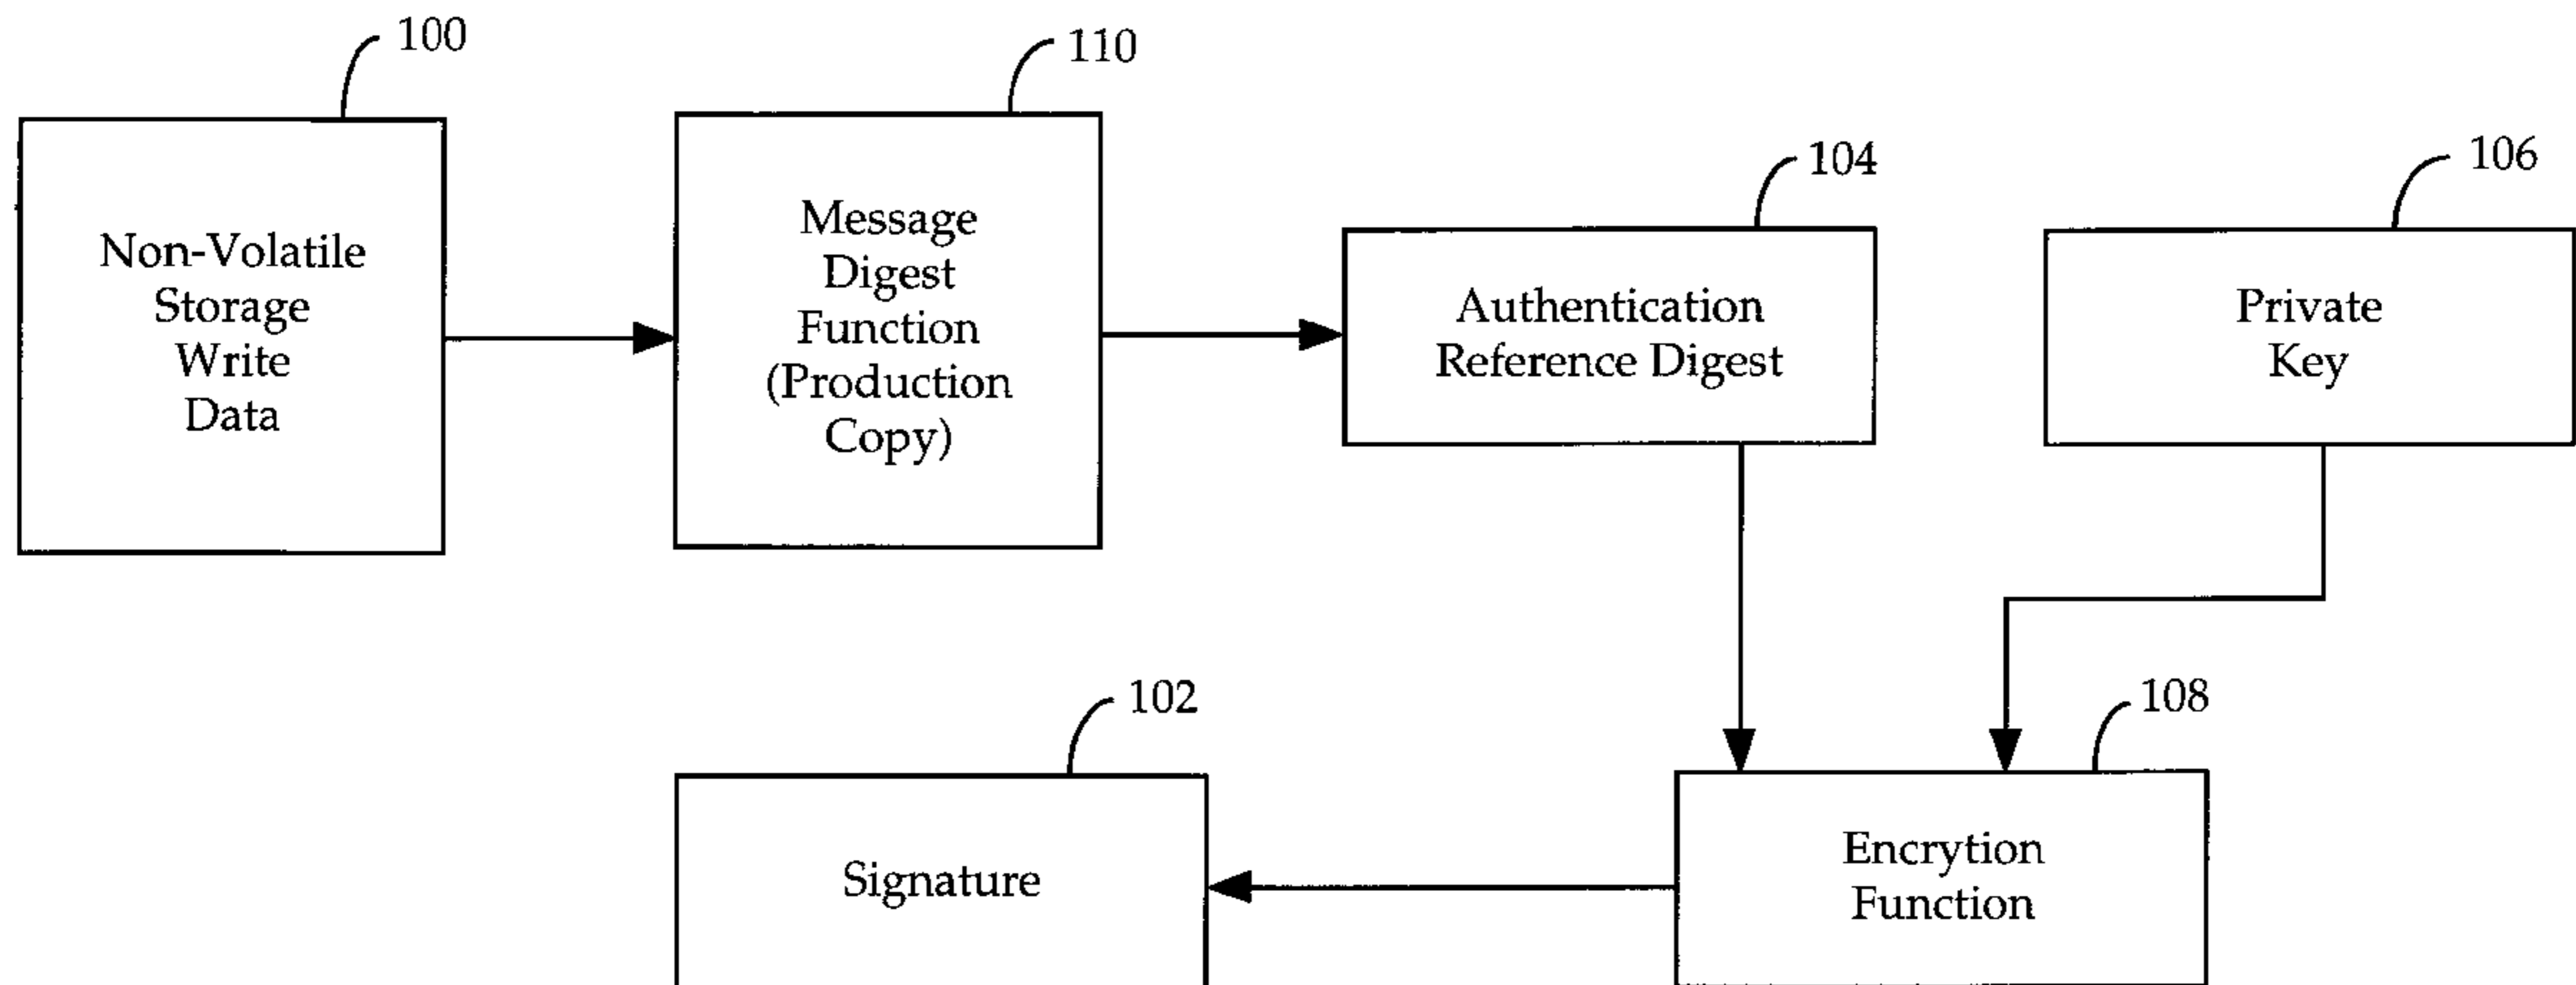 100
110
104
106
Non-Volatile
Storage
Write
Data
Message
Digest
Function
(Production
Copy)
Authentication
Reference Digest
Private
Key
102
108
Signature
Encrytion
Function